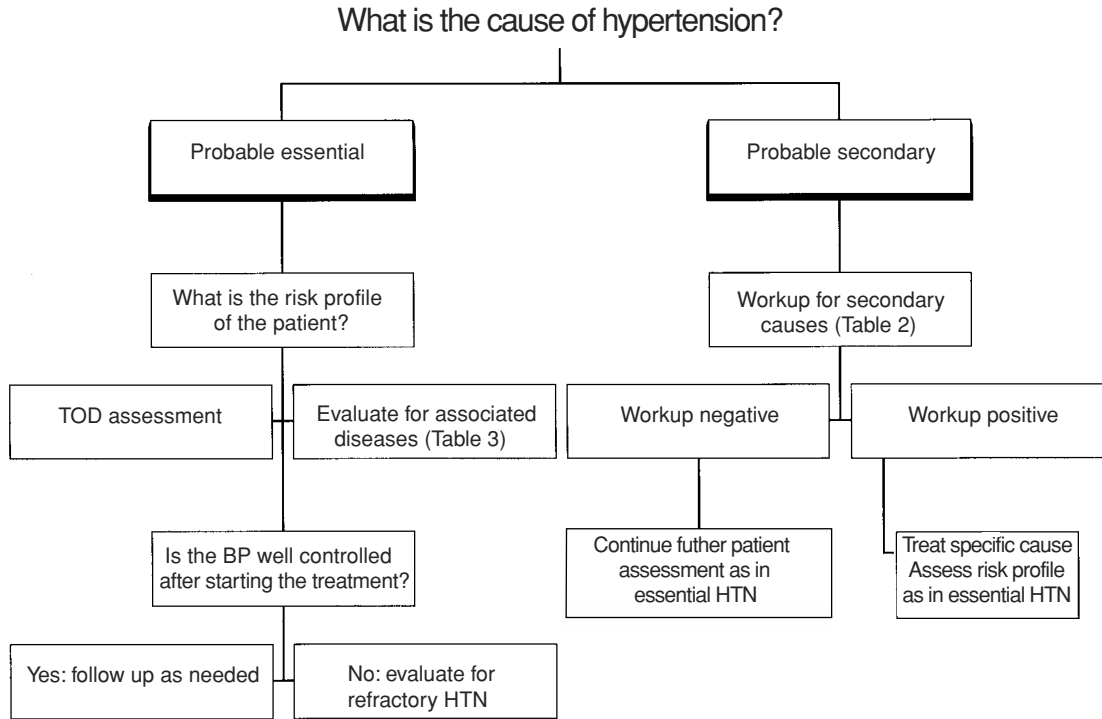 What is the cause of hypertension?
Probable essential
Probable secondary
What is the risk profile
of the patient?
Workup for secondary
causes (Table 2)
TOD assessment
Evaluate for associated
diseases (Table 3)
Workup negative
Workup positive
Is the BP well controlled
after starting the treatment?
Continue futher patient
assessment as in
essential HTN
Treat specific cause
Assess risk profile
as in essential HTN
Yes: follow up as needed
No: evaluate for
refractory HTN